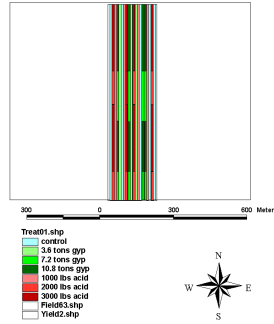 300 0 300 600 Meter
Treat01.shp
control
3.6 tons gyp
7.2 tons gyp
10.8 tons gyp
1000 lbs acid
2000 lbs acid
3000 lbs acid
Field63.shp
Yield2.shp
N
W E
S